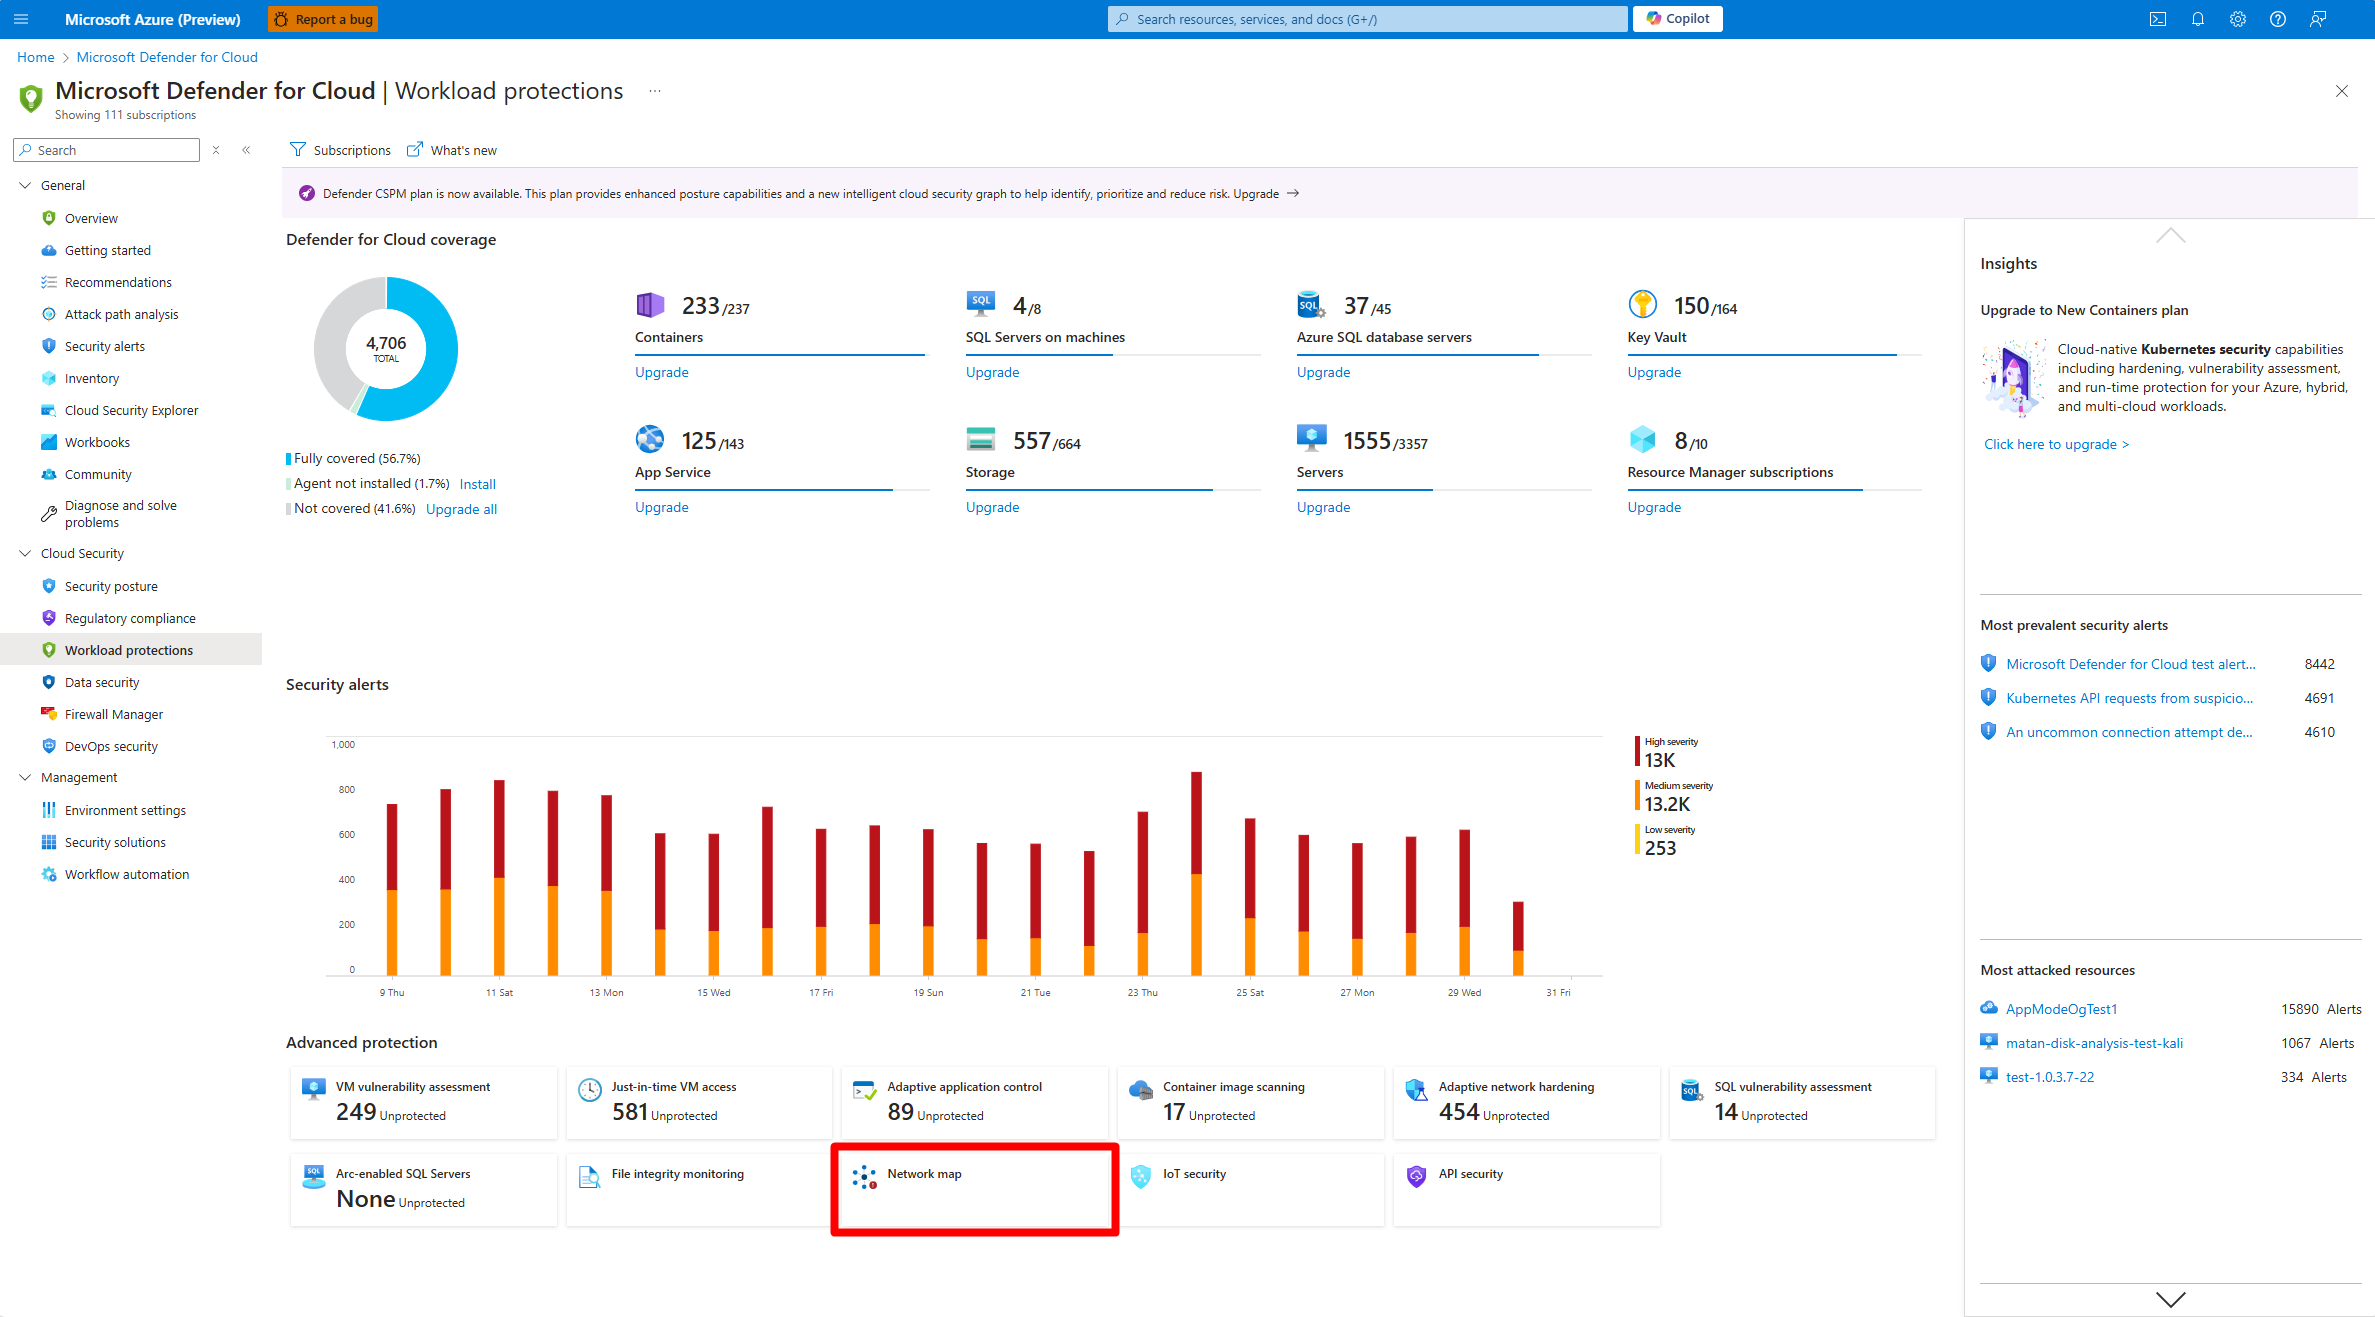 Microsoft Azure (Preview)
Report a bug
Search resources, services, and docs (G+/)
Copilot
Home > Microsoft Defender for Cloud
Microsoft Defender for Cloud | Workload protections ...
Showing 111 subscriptions
Search
General
Overview
Getting started
Recommendations
Attack path analysis
Security alerts
Inventory
Cloud Security Explorer
Workbooks
Community
Diagnose and solve
problems
Cloud Security
Security posture
Regulatory compliance
Workload protections
Data security
Firewall Manager
DevOps security
Management
Environment settings
Security solutions
Workflow automation
Subscriptions
What's new
Defender CSPM plan is now available. This plan provides enhanced posture capabilities and a new intelligent cloud security graph to help identify, prioritize and reduce risk. Upgrade →
Defender for Cloud coverage
4,706
TOTAL
Fully covered (56.7%)
Agent not installed (1.7%) Install
Not covered (41.6%) Upgrade all
233/237
Containers
Upgrade
SQL
4/8
SQL Servers on machines
Upgrade
SQL
37/45
Azure SQL database servers
Upgrade
150/164
Key Vault
Upgrade
125/143
App Service
Upgrade
557/664
Storage
Upgrade
1555/3357
Servers
Upgrade
8/10
Resource Manager subscriptions
Upgrade
Security alerts
1,000
800
600
400
200
0
9 Thu
11 Sat
13 Mon
15 Wed
17 Fri
19 Sun
21 Tue
23 Thu
25 Sat
27 Mon
29 Wed
31 Fri
High severity
13K
Medium severity
13.2K
Low severity
253
Advanced protection
VM vulnerability assessment
249 Unprotected
Just-in-time VM access
581 Unprotected
Adaptive application control
89 Unprotected
Container image scanning
17 Unprotected
Adaptive network hardening
454 Unprotected
SQL
SQL vulnerability assessment
14 Unprotected
SQL
Arc-enabled SQL Servers
None Unprotected
File integrity monitoring
Network map
IoT security
API security
Insights
Upgrade to New Containers plan
Cloud-native Kubernetes security capabilities
including hardening, vulnerability assessment,
and run-time protection for your Azure, hybrid,
and multi-cloud workloads.
Click here to upgrade >
Most prevalent security alerts
Microsoft Defender for Cloud test alert... 8442
Kubernetes API requests from suspicio... 4691
An uncommon connection attempt de... 4610
Most attacked resources
AppModeOgTest1 15890 Alerts
matan-disk-analysis-test-kali 1067 Alerts
test-1.0.3.7-22 334 Alerts